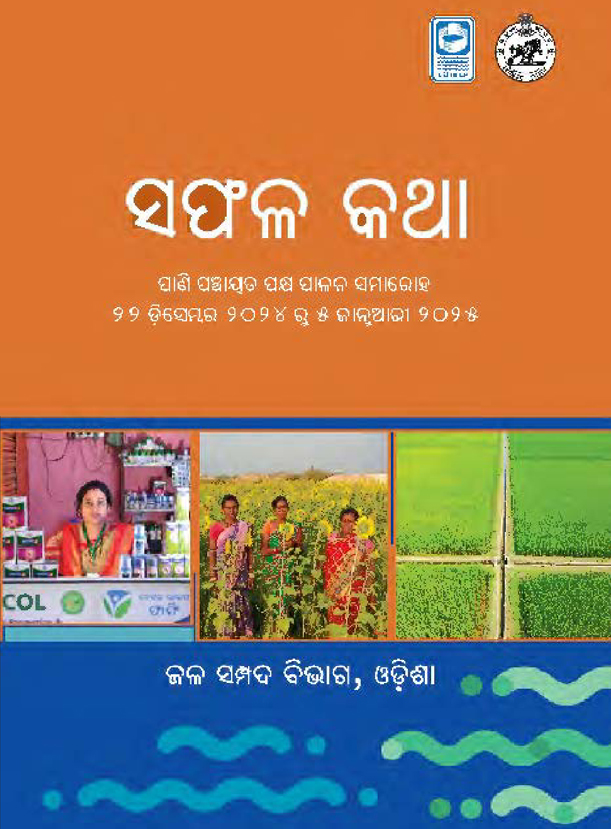 ସଫଳ କଥା
ପାଣି ପଞ୍ଚାୟତ ପକ୍ଷ ପାଳନ ସମାରୋହ
୨୨ ଡ଼ିସେମ୍ବର ୨୦୨୪ ରୁ ୫ ଜାନୁଆରୀ ୨୦୨୫
COL
ଜଳ ସମ୍ପଦ ବିଭାଗ, ଓଡ଼ିଶା